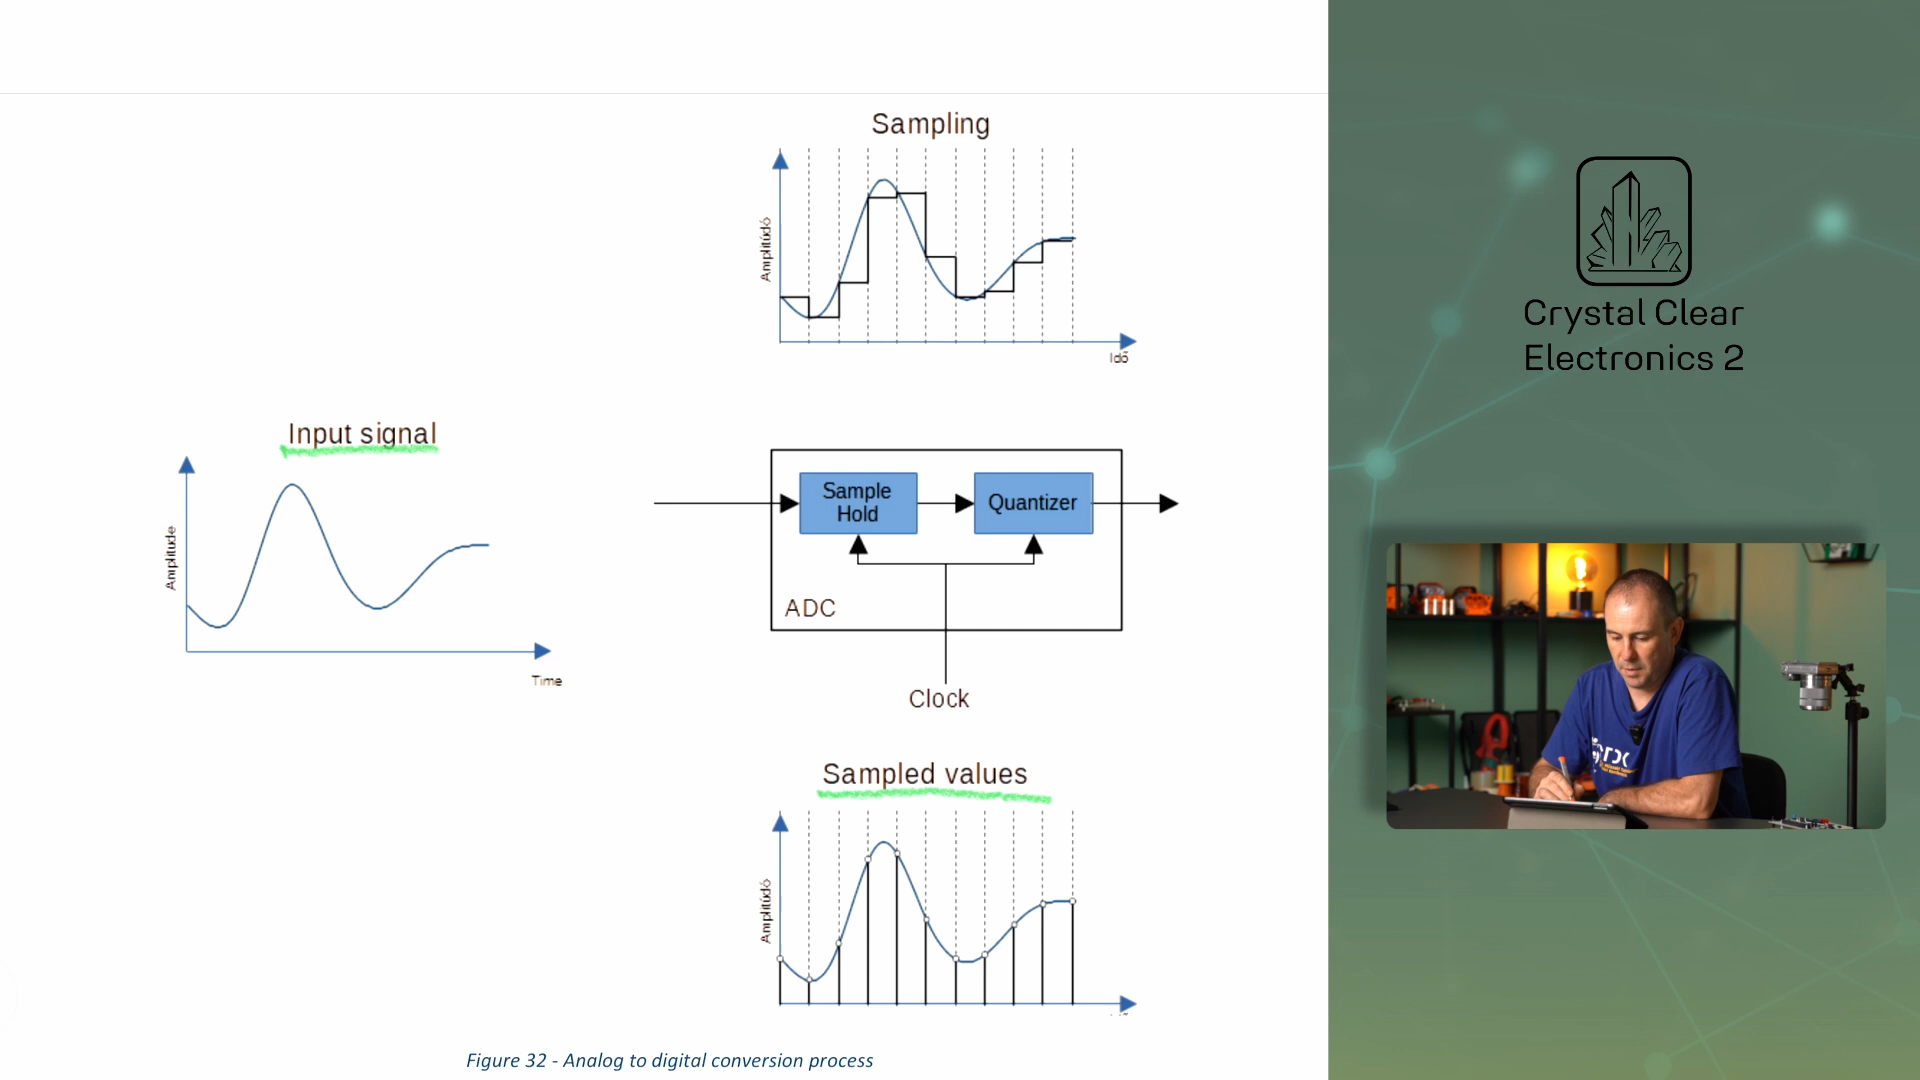 Sampling
Amplitúdó
Idő
Input signal
Amplitude
Time
Sample
Hold
Quantizer
ADC
Clock
Sampled values
Amplitúdó
Figure 32 - Analog to digital conversion process
Crystal Clear
Electronics 2